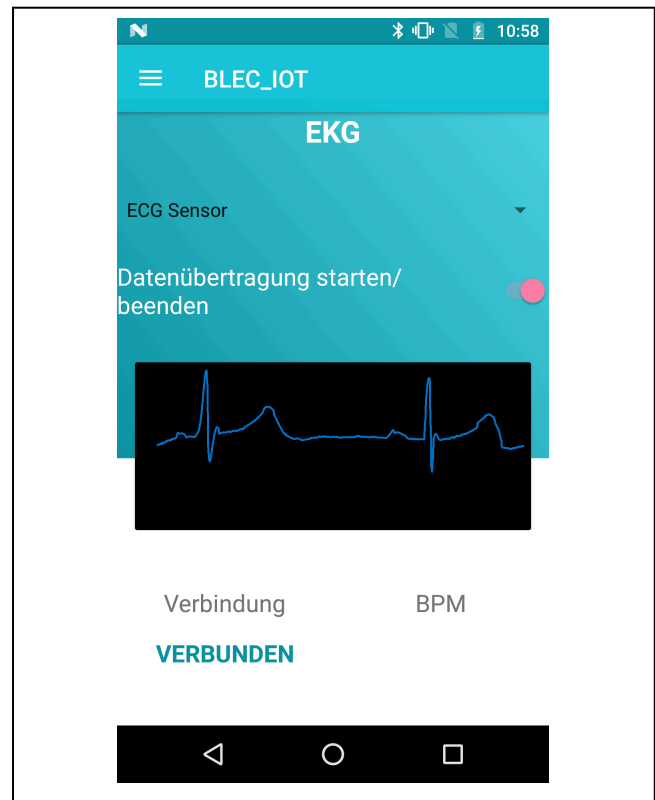 10:58
BLEC_IOT
EKG
ECG Sensor
Datenübertragung starten/
beenden
Verbindung BPM
VERBUNDEN